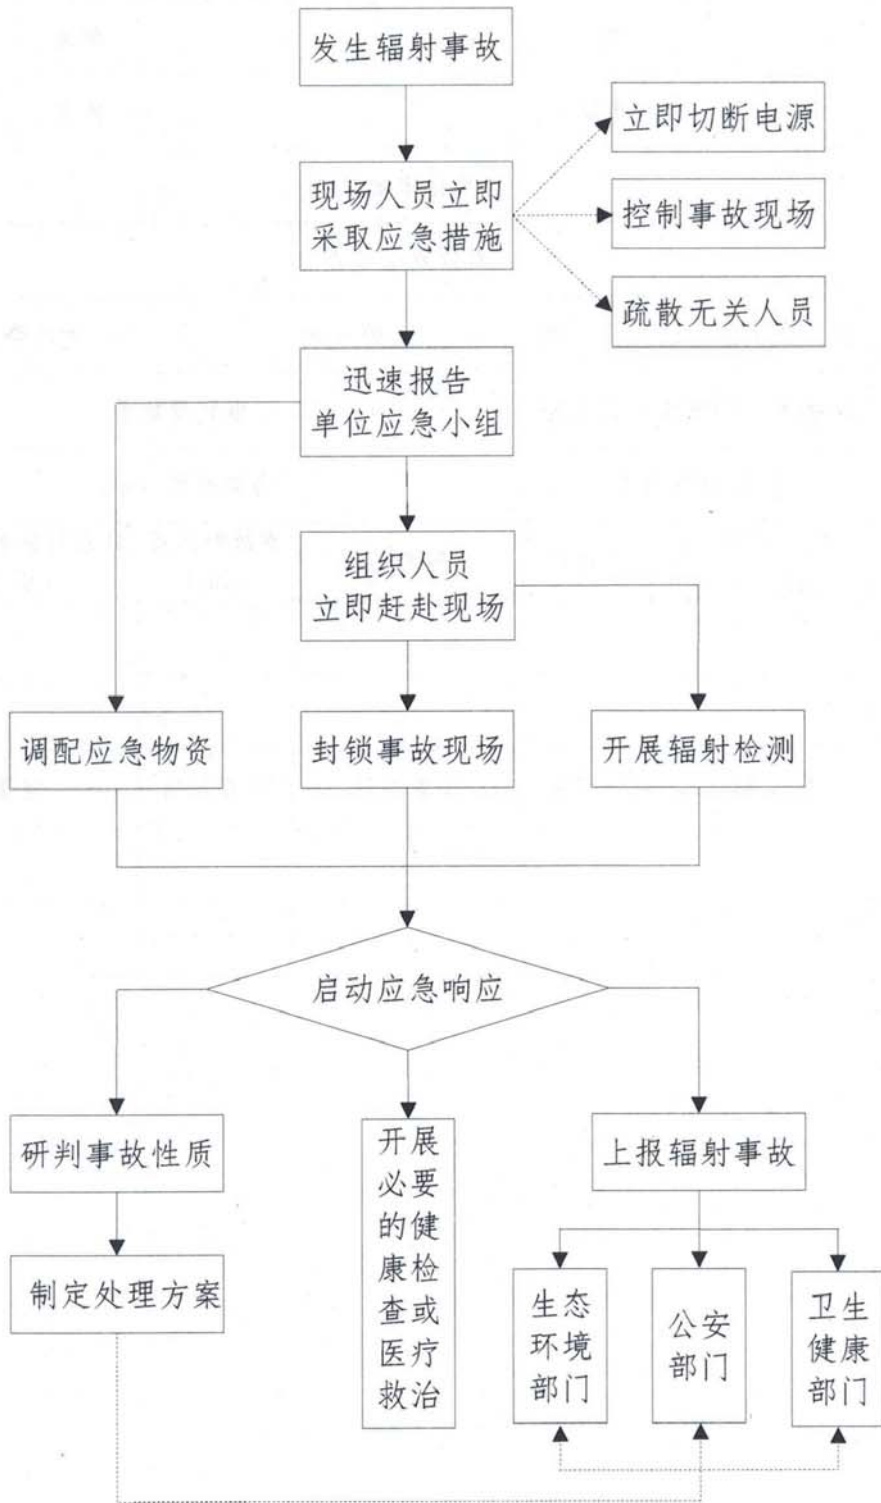 发生辐射事故
立即切断电源
现场人员立即
采取应急措施
控制事故现场
疏散无关人员
迅速报告
单位应急小组
组织人员
立即赶赴现场
调配应急物资
封锁事故现场
开展辐射检测
启动应急响应
研判事故性质
开展
必要
的健
康检
查或
医疗
救治
上报辐射事故
制定处理方案
生态
环境
部门
公安
部门
卫生
健康
部门